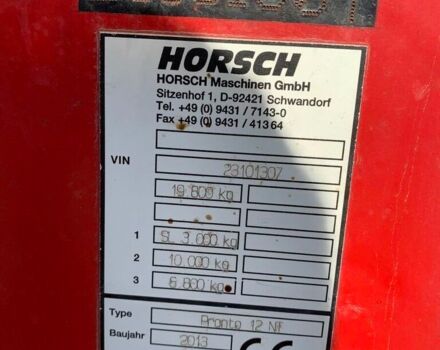 HORSCH
HORSCH Maschinen GmbH
Sitzenhof 1, D-92421 Schwandorf
Tel. +49 (0) 9431 / 7143-0
Fax +49 (0) 9431 / 41364
VIN 23101307
19 800 kg
1 SL 3.000 kg
2 10 000 kg
3 6 800 kg
Type Pronto 12 NT
Baujahr 2013 CE